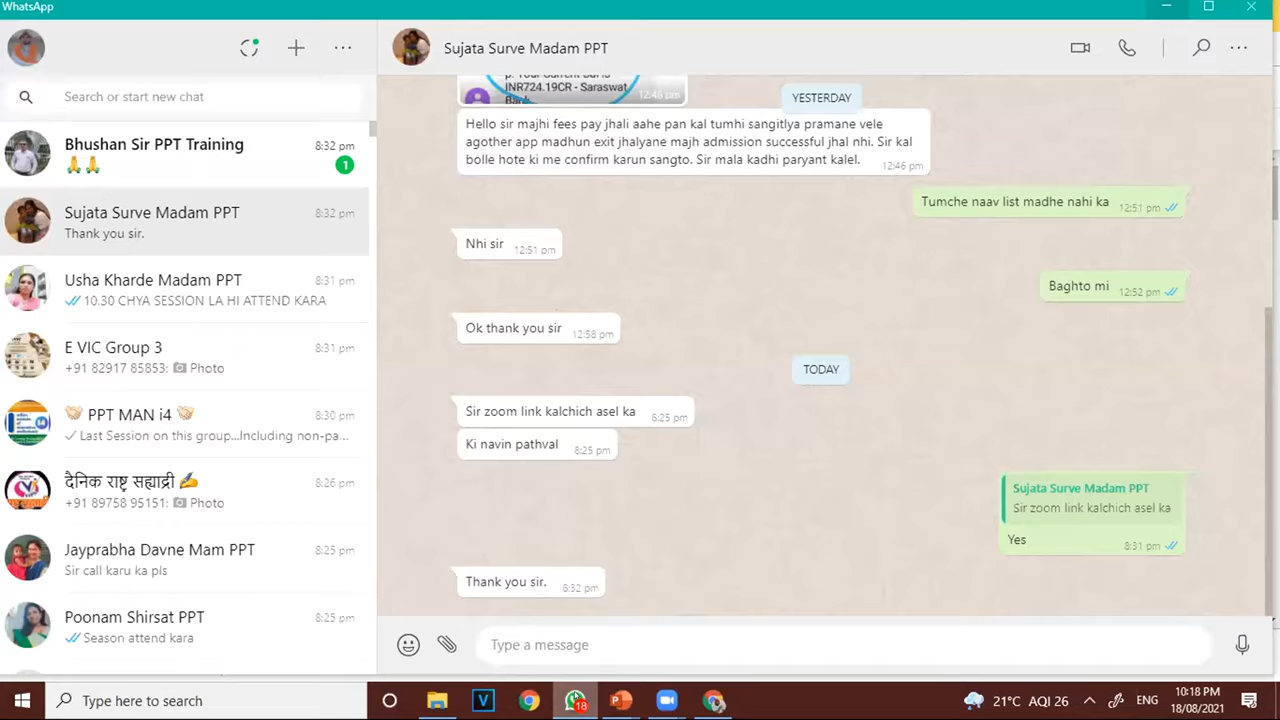 WhatsApp
Search or start new chat
Bhushan Sir PPT Training
8:32 pm
🙏🙏
1
Sujata Surve Madam PPT
8:32 pm
Thank you sir.
Usha Kharde Madam PPT
8:31 pm
10.30 CHYA SESSION LA HI ATTEND KARA
E VIC Group 3
8:31 pm
+91 82917 85853: Photo
PPT MAN i4
8:30 pm
Last Session on this group...Including non-pa...
दैनिक राष्ट्र सह्याद्री ✍
8:26 pm
+91 89758 95151: Photo
Jayprabha Davne Mam PPT
8:25 pm
Sir call karu ka pls
Poonam Shirsat PPT
8:25 pm
Season attend kara
Sujata Surve Madam PPT
INR724.19CR - Saraswat
12:46 pm
YESTERDAY
Hello sir majhi fees pay jhali aahe pan kal tumhi sangitlya pramane vele
agother app madhun exit jhalyane majh admission successful jhal nhi. Sir kal
bolle hote ki me confirm karun sangto. Sir mala kadhi paryant kalel.
12:46 pm
Tumche naav list madhe nahi ka
12:51 pm
Nhi sir
12:51 pm
Baghto mi
12:52 pm
Ok thank you sir
12:58 pm
TODAY
Sir zoom link kalchich asel ka
8:25 pm
Ki navin pathval
8:25 pm
Sujata Surve Madam PPT
Sir zoom link kalchich asel ka
Yes
8:31 pm
Thank you sir.
8:32 pm
Type a message
Type here to search
18
21°C AQI 26
ENG
10:18 PM
18/08/2021